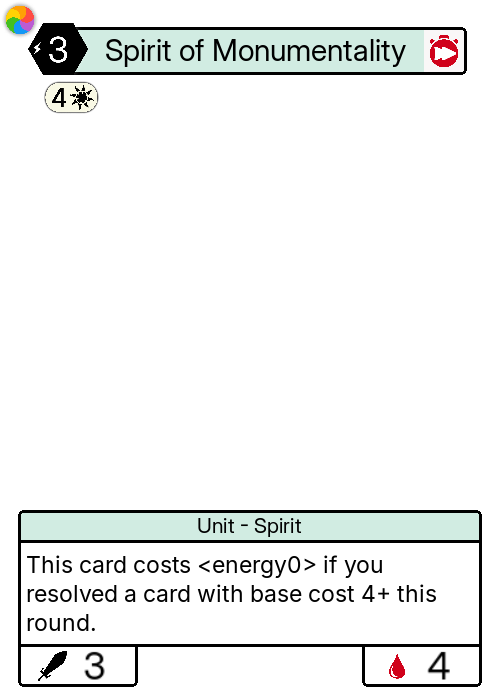 3 Spirit of Monumentality
4
Unit - Spirit
This card costs <energy0> if you
resolved a card with base cost 4+ this
round.
3 4